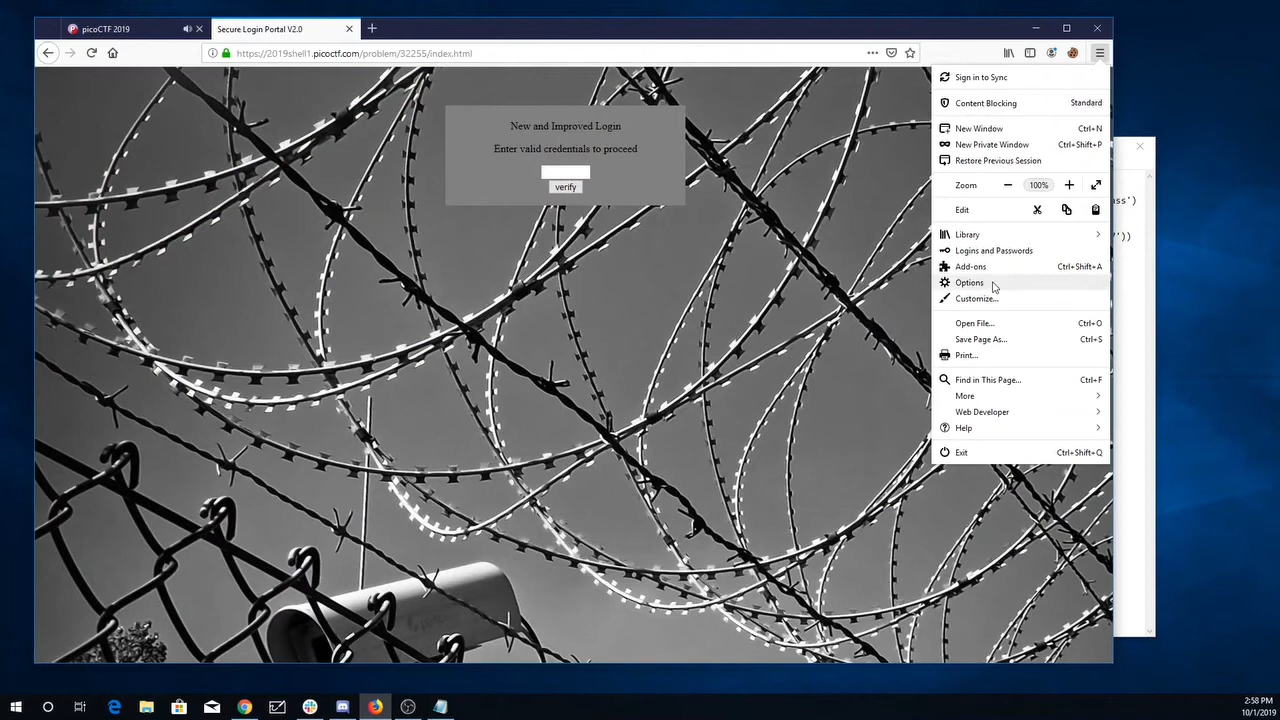 picoCTF 2019
Secure Login Portal V2.0
https://2019shell1.picoctf.com/problem/32255/index.html
New and Improved Login
Enter valid credentials to proceed
verify
Sign in to Sync
Content Blocking Standard
New Window Ctrl+N
New Private Window Ctrl+Shift+P
Restore Previous Session
Zoom 100%
Edit
Library
Logins and Passwords
Add-ons Ctrl+Shift+A
Options
Customize...
Open File... Ctrl+O
Save Page As... Ctrl+S
Print...
Find in This Page... Ctrl+F
More
Web Developer
Help
Exit Ctrl+Shift+Q
ass')
'))
2:58 PM
10/1/2019